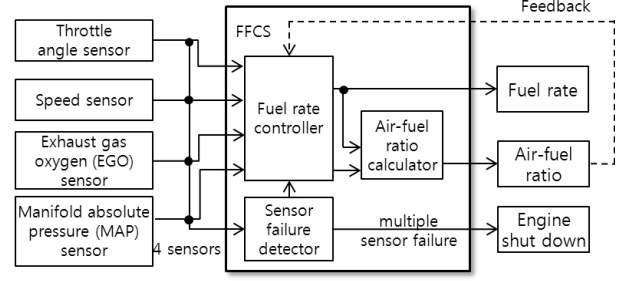 Feedback
FFCS
Throttle
angle sensor
Speed sensor
Exhaust gas
oxygen (EGO)
sensor
Manifold absolute
pressure (MAP)
sensor
4 sensors
Fuel rate
controller
Air-fuel
ratio
calculator
Sensor
failure
detector
multiple
sensor failure
Fuel rate
Air-fuel
ratio
Engine
shut down